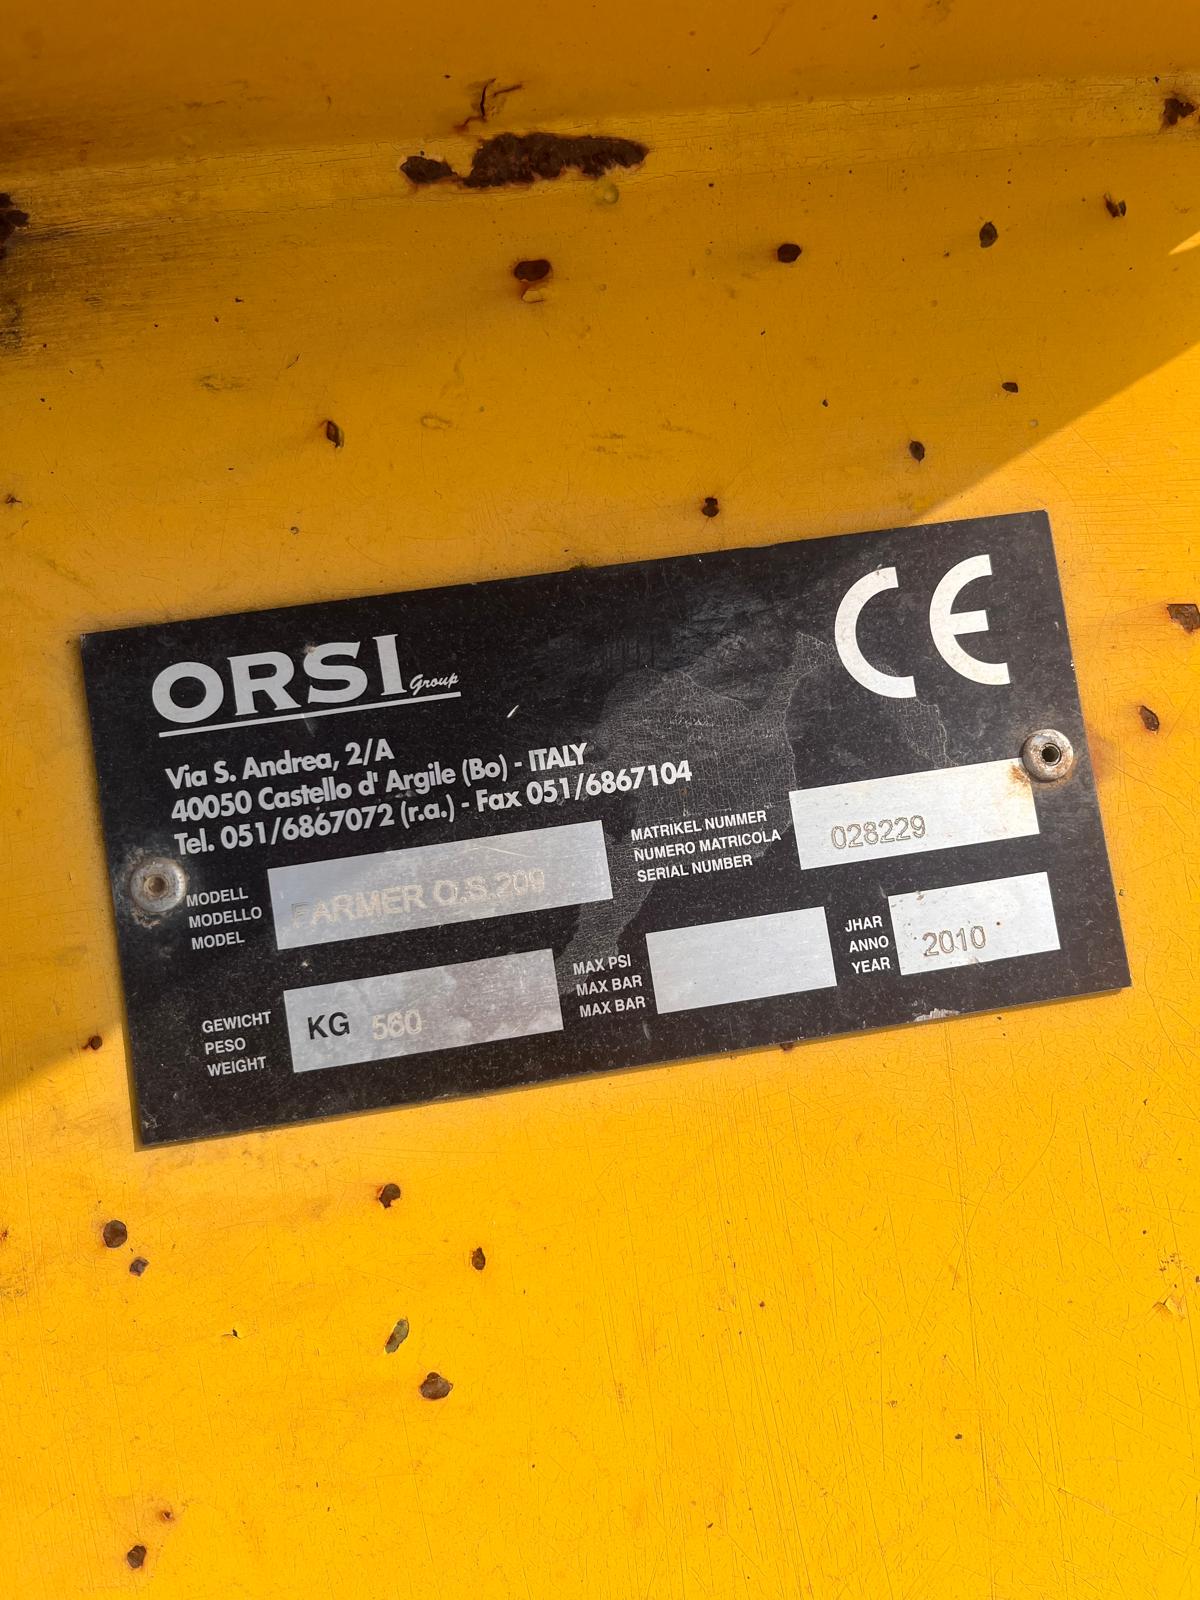 ORSI Group
CE
Via S. Andrea, 2/A
40050 Castello d' Argile (Bo) - ITALY
Tel. 051/6867072 (r.a.) - Fax 051/6867104
MODELL
MODELLO
MODEL
FARMER O.S.209
MATRIKEL NUMMER
NUMERO MATRICOLA
SERIAL NUMBER
028229
GEWICHT
PESO
WEIGHT
KG 560
MAX PSI
MAX BAR
MAX BAR
JHAR
ANNO
YEAR
2010